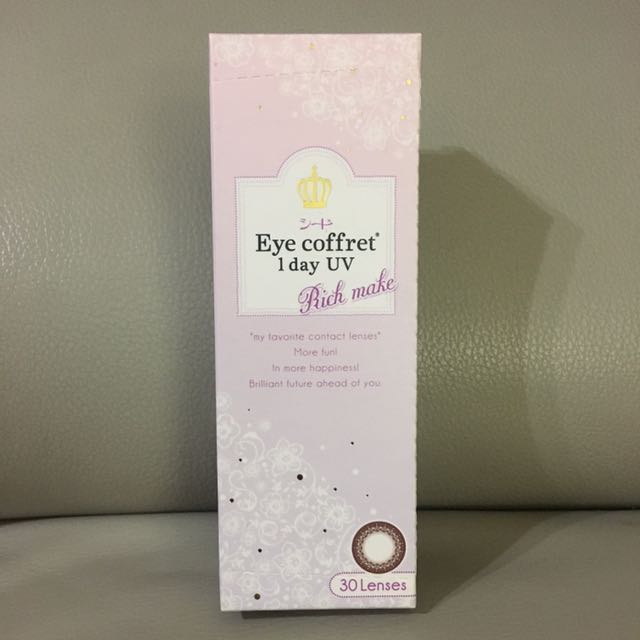 シード
Eye coffret®
1 day UV
Rich make
"my favorite contact lenses"
More fun!
In more happiness!
Brilliant future ahead of you.
30 Lenses